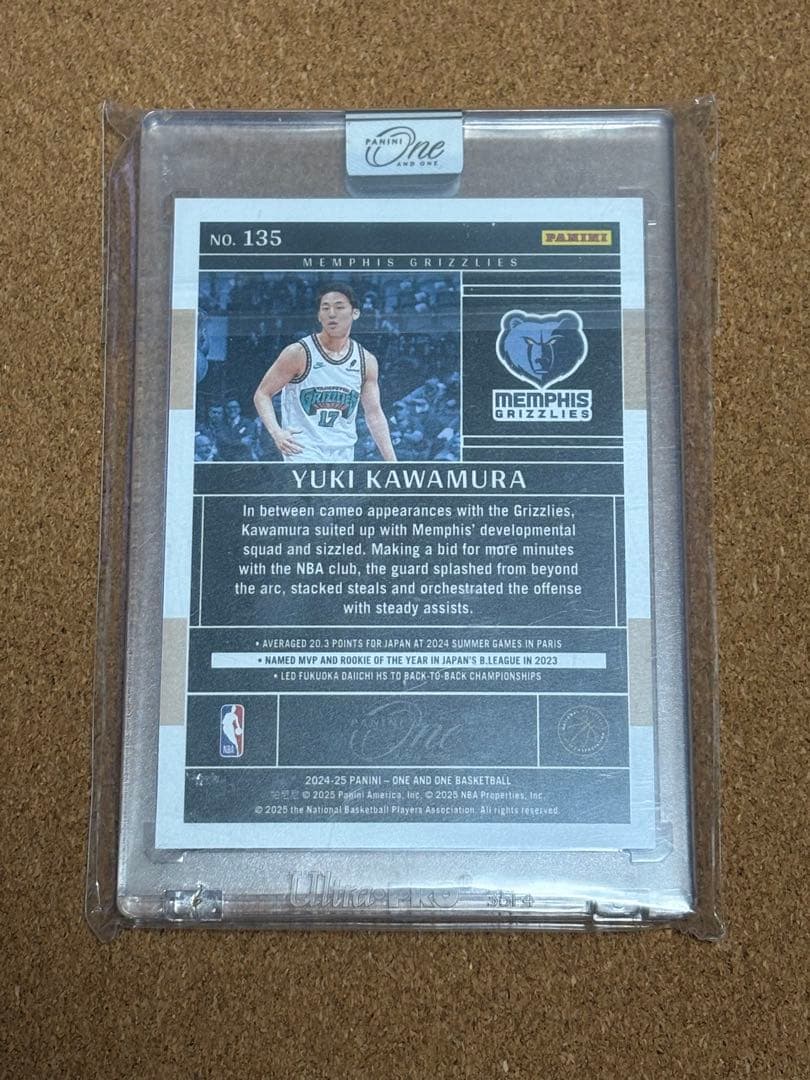 PANINI
One
AND ONE
NO. 135
PANINI
MEMPHIS GRIZZLIES
GRIZZLIES
17
MEMPHIS
GRIZZLIES
YUKI KAWAMURA
In between cameo appearances with the Grizzlies,
Kawamura suited up with Memphis' developmental
squad and sizzled. Making a bid for more minutes
with the NBA club, the guard splashed from beyond
the arc, stacked steals and orchestrated the offense
with steady assists.
• AVERAGED 20.3 POINTS FOR JAPAN AT 2024 SUMMER GAMES IN PARIS
• NAMED MVP AND ROOKIE OF THE YEAR IN JAPAN'S B.LEAGUE IN 2023
• LED FUKUOKA DAIICHI HS TO BACK-TO-BACK CHAMPIONSHIPS
NBA
PANINI
One
2024-25 PANINI – ONE AND ONE BASKETBALL
© 2025 Panini America, Inc. © 2025 NBA Properties, Inc.
© 2025 the National Basketball Players Association. All rights reserved.
Ultra•PRO